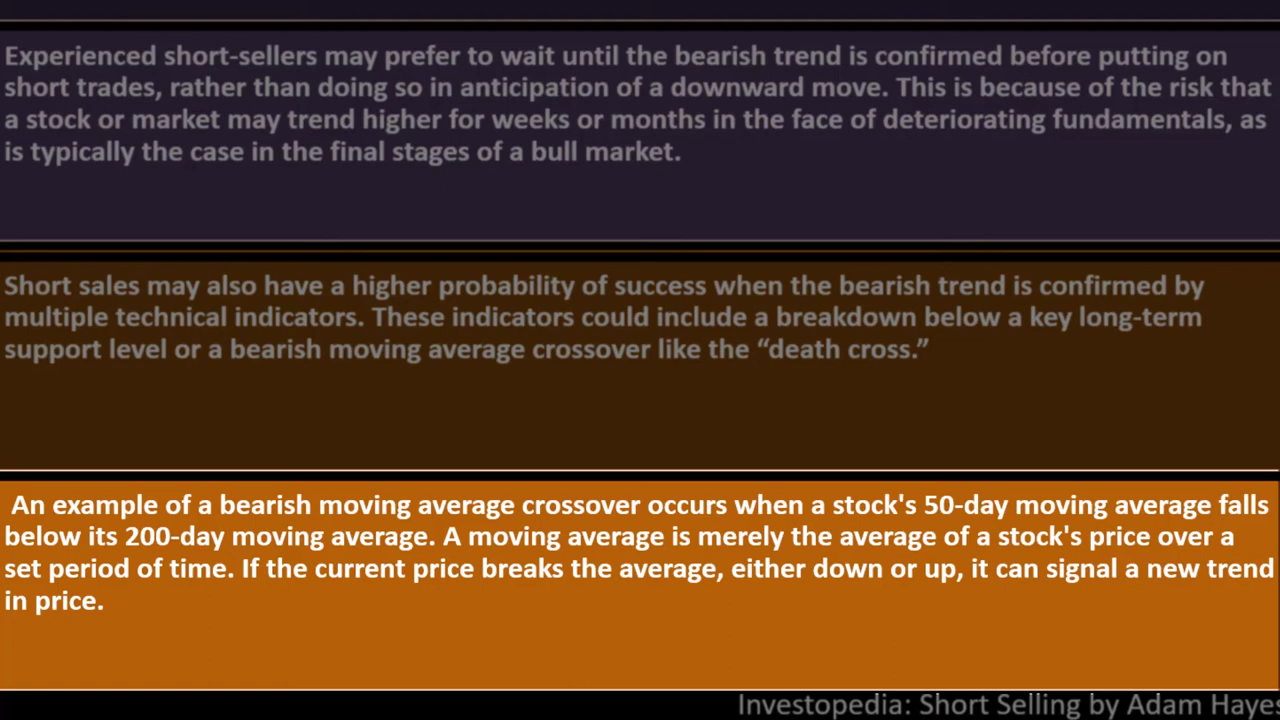 Experienced short-sellers may prefer to wait until the bearish trend is confirmed before putting on
short trades, rather than doing so in anticipation of a downward move. This is because of the risk that
a stock or market may trend higher for weeks or months in the face of deteriorating fundamentals, as
is typically the case in the final stages of a bull market.
Short sales may also have a higher probability of success when the bearish trend is confirmed by
multiple technical indicators. These indicators could include a breakdown below a key long-term
support level or a bearish moving average crossover like the “death cross.”
An example of a bearish moving average crossover occurs when a stock's 50-day moving average falls
below its 200-day moving average. A moving average is merely the average of a stock's price over a
set period of time. If the current price breaks the average, either down or up, it can signal a new trend
in price.
Investopedia: Short Selling by Adam Hayes